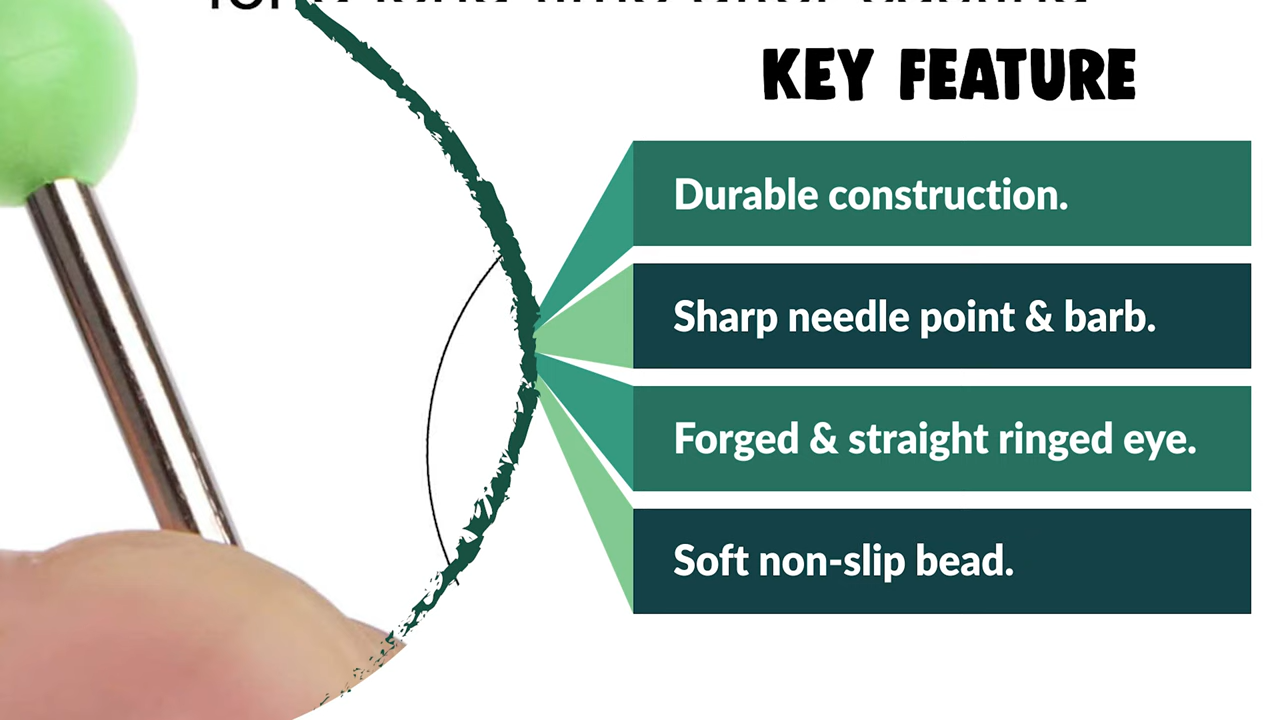 KEY FEATURE
Durable construction.
Sharp needle point & barb.
Forged & straight ringed eye.
Soft non-slip bead.